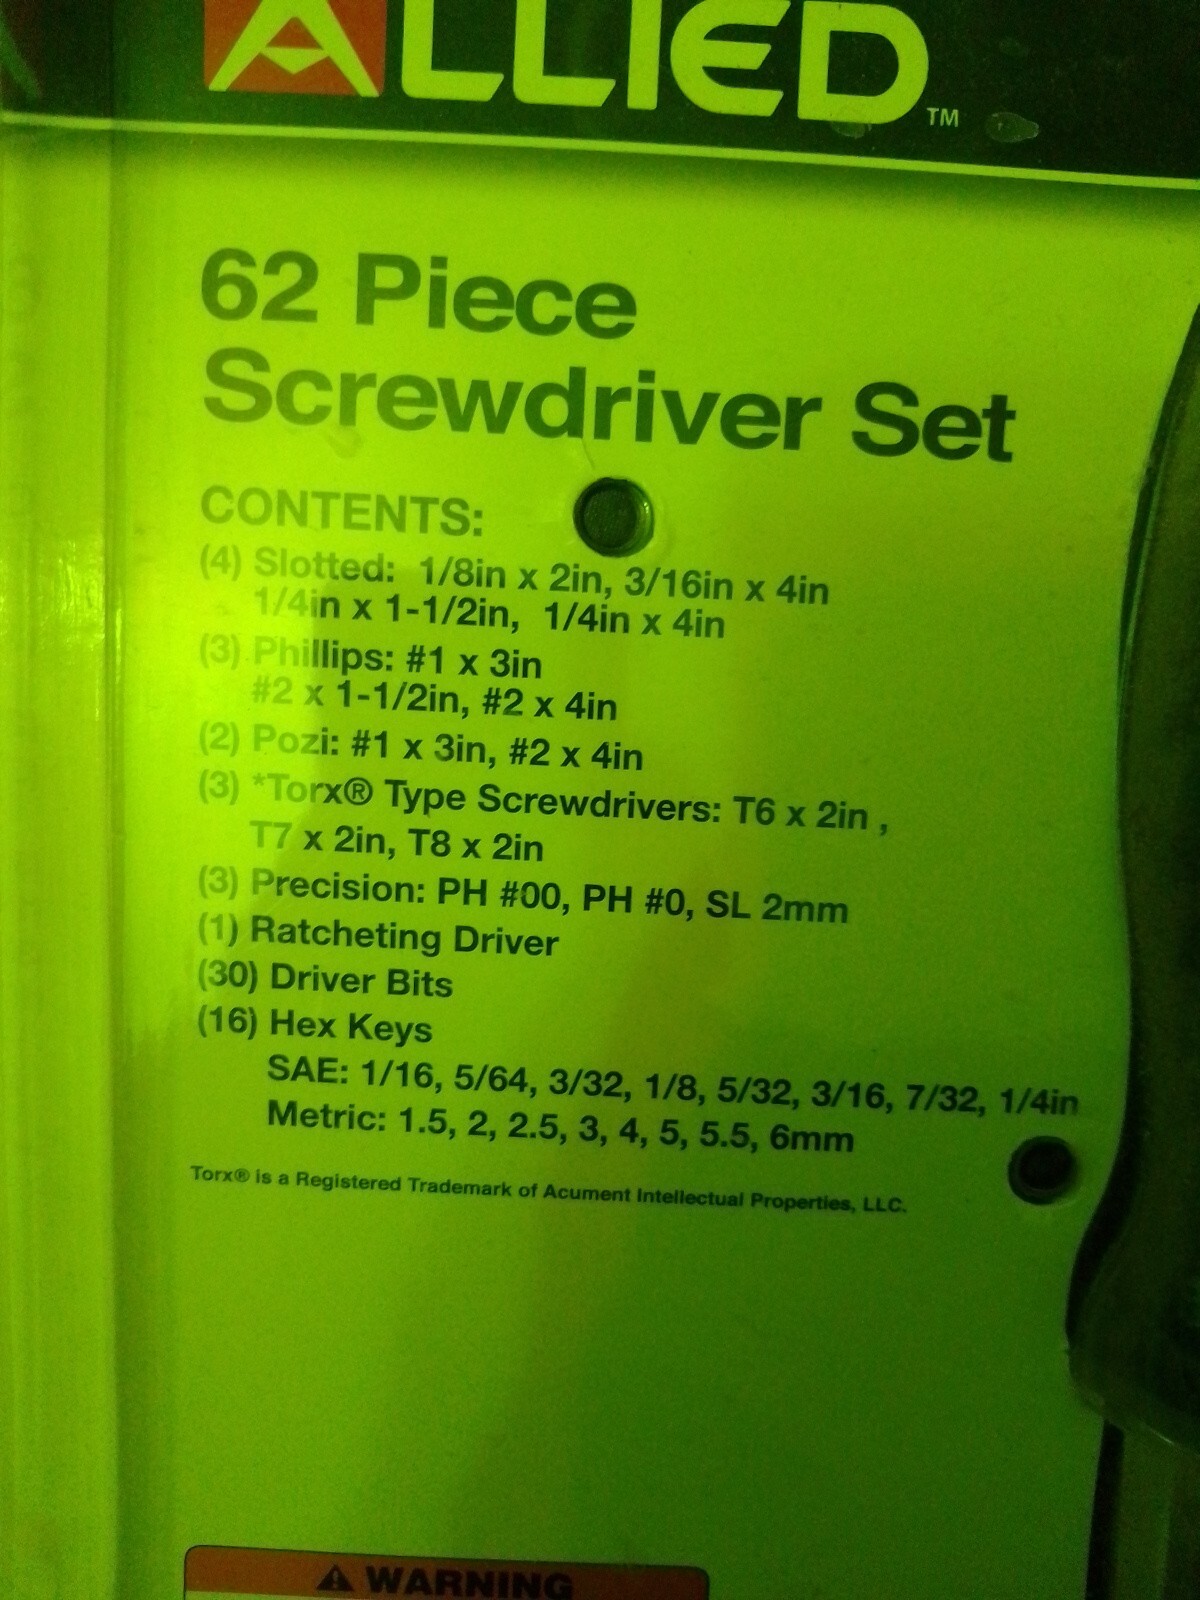 ALLIED™
62 Piece
Screwdriver Set
CONTENTS:
(4) Slotted: 1/8in x 2in, 3/16in x 4in
1/4in x 1-1/2in, 1/4in x 4in
(3) Phillips: #1 x 3in
#2 x 1-1/2in, #2 x 4in
(2) Pozi: #1 x 3in, #2 x 4in
(3) *Torx® Type Screwdrivers: T6 x 2in ,
T7 x 2in, T8 x 2in
(3) Precision: PH #00, PH #0, SL 2mm
(1) Ratcheting Driver
(30) Driver Bits
(16) Hex Keys
SAE: 1/16, 5/64, 3/32, 1/8, 5/32, 3/16, 7/32, 1/4in
Metric: 1.5, 2, 2.5, 3, 4, 5, 5.5, 6mm
Torx® is a Registered Trademark of Acument Intellectual Properties, LLC.
WARNING